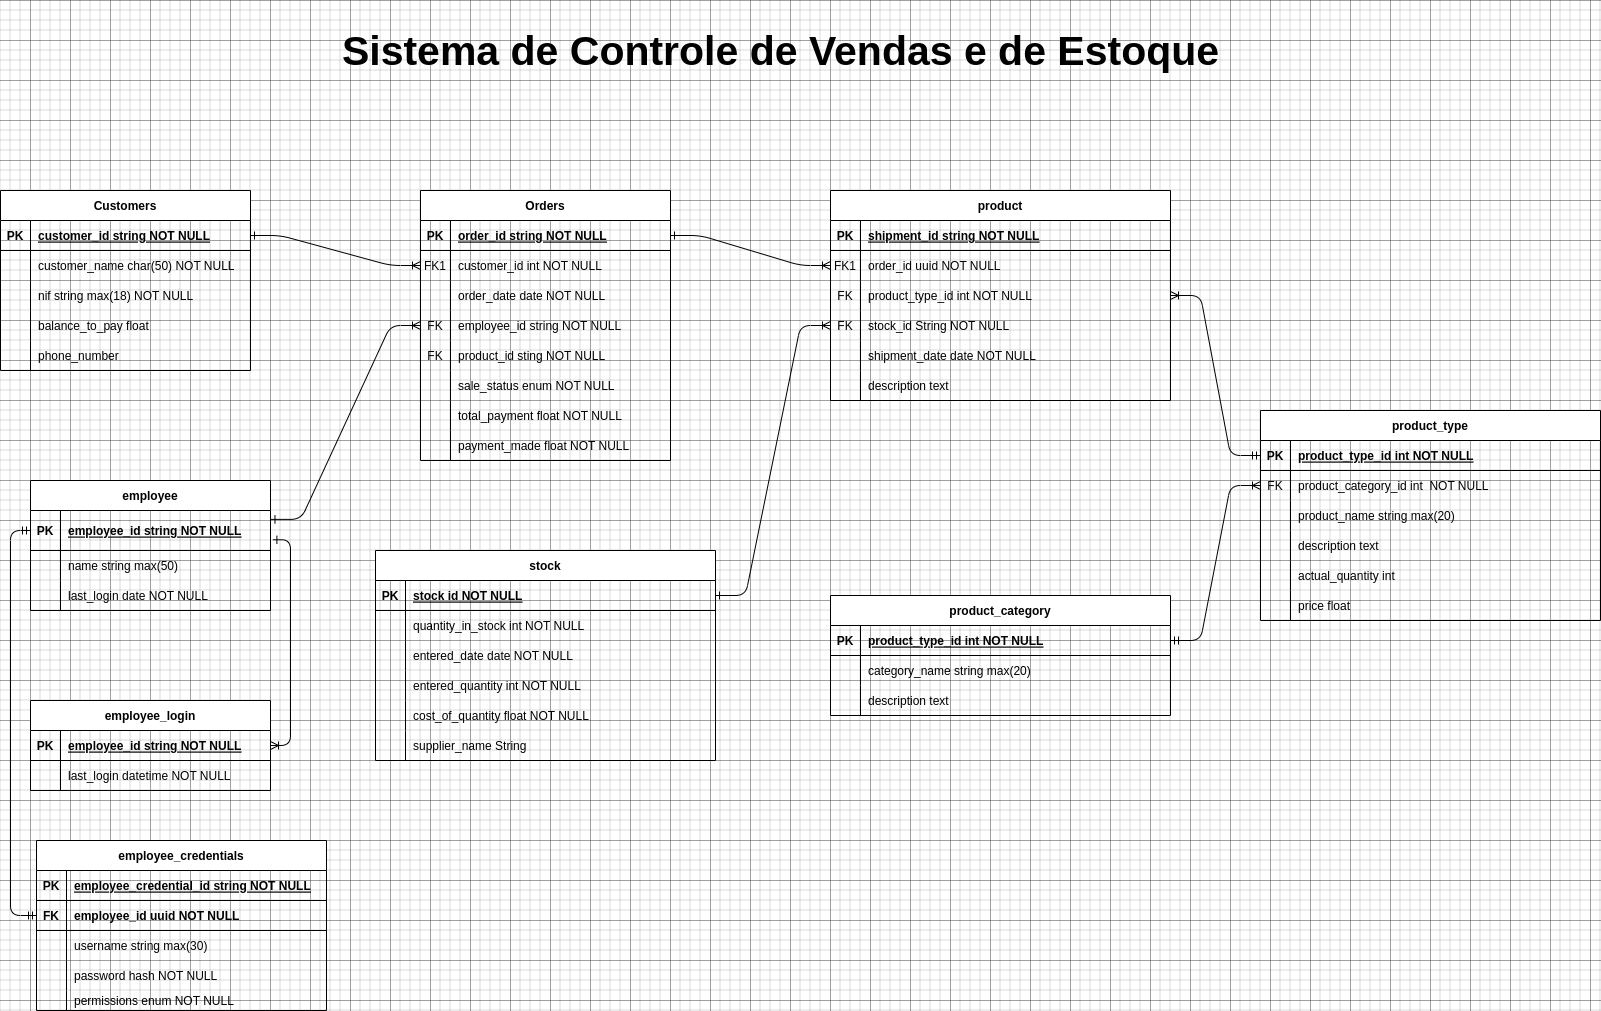 Sistema de Controle de Vendas e de Estoque
Customers
PK customer_id string NOT NULL
customer_name char(50) NOT NULL
nif string max(18) NOT NULL
balance_to_pay float
phone_number
Orders
PK order_id string NOT NULL
FK1 customer_id int NOT NULL
order_date date NOT NULL
FK employee_id string NOT NULL
FK product_id sting NOT NULL
sale_status enum NOT NULL
total_payment float NOT NULL
payment_made float NOT NULL
product
PK shipment_id string NOT NULL
FK1 order_id uuid NOT NULL
FK product_type_id int NOT NULL
FK stock_id String NOT NULL
shipment_date date NOT NULL
description text
product_type
PK product_type_id int NOT NULL
FK product_category_id int  NOT NULL
product_name string max(20)
description text
actual_quantity int
price float
employee
PK employee_id string NOT NULL
name string max(50)
last_login date NOT NULL
stock
PK stock id NOT NULL
quantity_in_stock int NOT NULL
entered_date date NOT NULL
entered_quantity int NOT NULL
cost_of_quantity float NOT NULL
supplier_name String
product_category
PK product_type_id int NOT NULL
category_name string max(20)
description text
employee_login
PK employee_id string NOT NULL
last_login datetime NOT NULL
employee_credentials
PK employee_credential_id string NOT NULL
FK employee_id uuid NOT NULL
username string max(30)
password hash NOT NULL
permissions enum NOT NULL